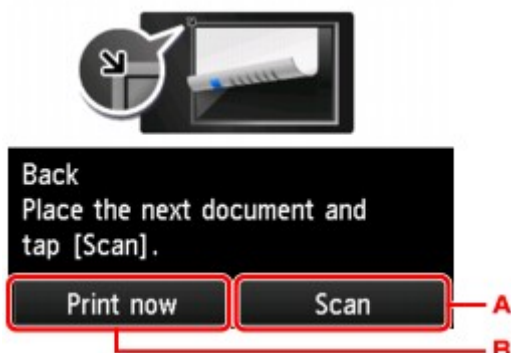 Back
Place the next document and
tap [Scan].
Print now
Scan
A
B